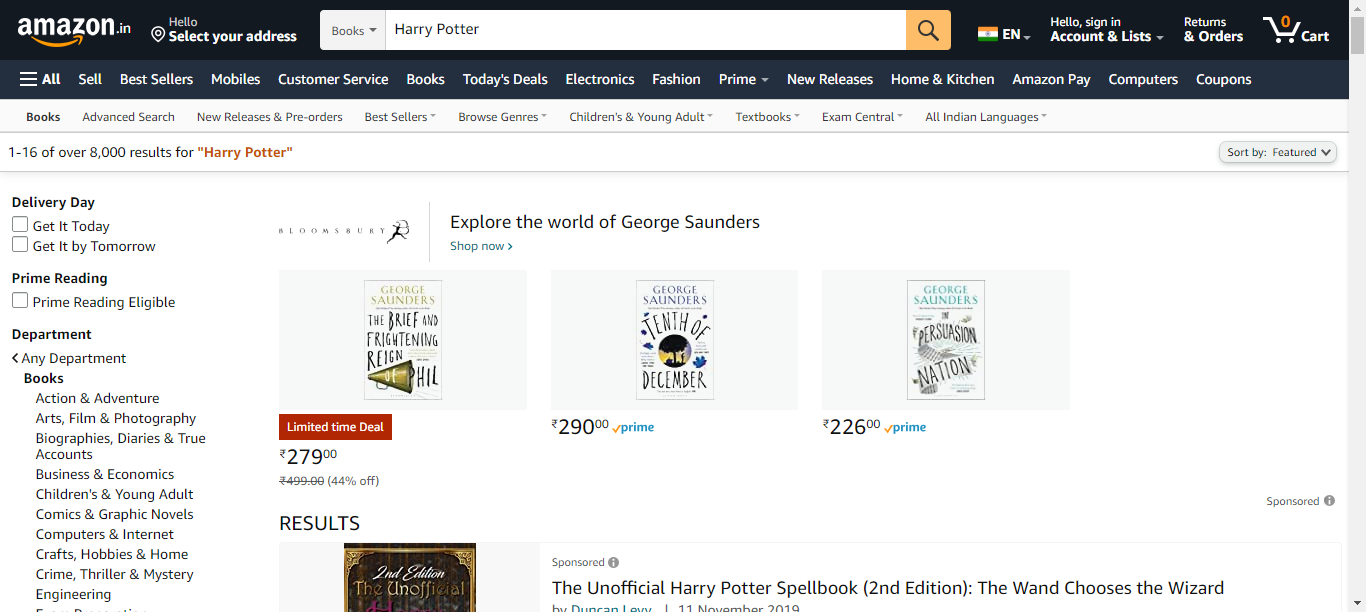 amazon.in
Hello
Select your address
Books
Harry Potter
EN
Hello, sign in
Account & Lists
Returns
& Orders
0
Cart
All Sell Best Sellers Mobiles Customer Service Books Today's Deals Electronics Fashion Prime New Releases Home & Kitchen Amazon Pay Computers Coupons
Books Advanced Search New Releases & Pre-orders Best Sellers Browse Genres Children's & Young Adult Textbooks Exam Central All Indian Languages
1-16 of over 8,000 results for "Harry Potter"
Sort by: Featured
Delivery Day
Get It Today
Get It by Tomorrow
Prime Reading
Prime Reading Eligible
Department
Any Department
Books
Action & Adventure
Arts, Film & Photography
Biographies, Diaries & True
Accounts
Business & Economics
Children's & Young Adult
Comics & Graphic Novels
Computers & Internet
Crafts, Hobbies & Home
Crime, Thriller & Mystery
Engineering
BLOOMSBURY
Explore the world of George Saunders
Shop now
GEORGE
SAUNDERS
THE BRIEF AND
FRIGHTENING
REIGN
OF PHIL
Limited time Deal
₹27900
₹499.00 (44% off)
GEORGE
SAUNDERS
TENTH OF
DECEMBER
₹29000 prime
GEORGE
SAUNDERS
IN
PERSUASION
NATION
₹22600 prime
Sponsored
RESULTS
2nd Edition
The Unofficial
Sponsored
The Unofficial Harry Potter Spellbook (2nd Edition): The Wand Chooses the Wizard
by Duncan Levy | 11 November 2019